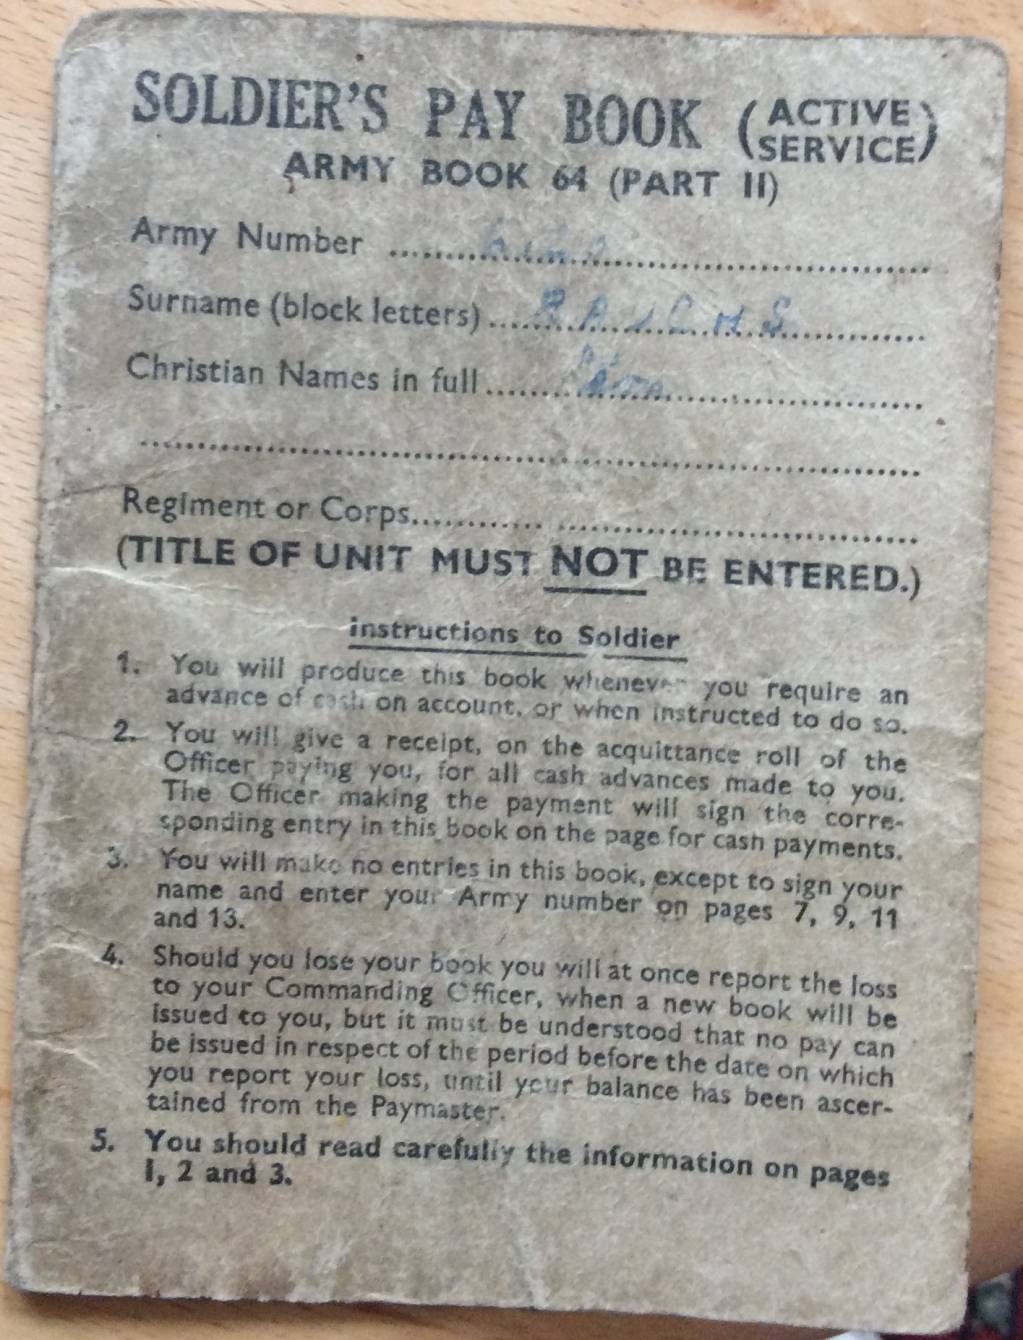 SOLDIER'S PAY BOOK (ACTIVE SERVICE)
ARMY BOOK 64 (PART II)
Army Number
Surname (block letters)
Christian Names in full
Regiment or Corps
(TITLE OF UNIT MUST NOT BE ENTERED.)
Instructions to Soldier
1. You will produce this book whenever you require an
advance of cash on account, or when instructed to do so.
2. You will give a receipt, on the acquittance roll of the
Officer paying you, for all cash advances made to you.
The Officer making the payment will sign the corre-
sponding entry in this book on the page for cash payments.
3. You will make no entries in this book, except to sign your
name and enter your Army number on pages 7, 9, 11
and 13.
4. Should you lose your book you will at once report the loss
to your Commanding Officer, when a new book will be
issued to you, but it must be understood that no pay can
be issued in respect of the period before the date on which
you report your loss, until your balance has been ascer-
tained from the Paymaster.
5. You should read carefully the information on pages
1, 2 and 3.